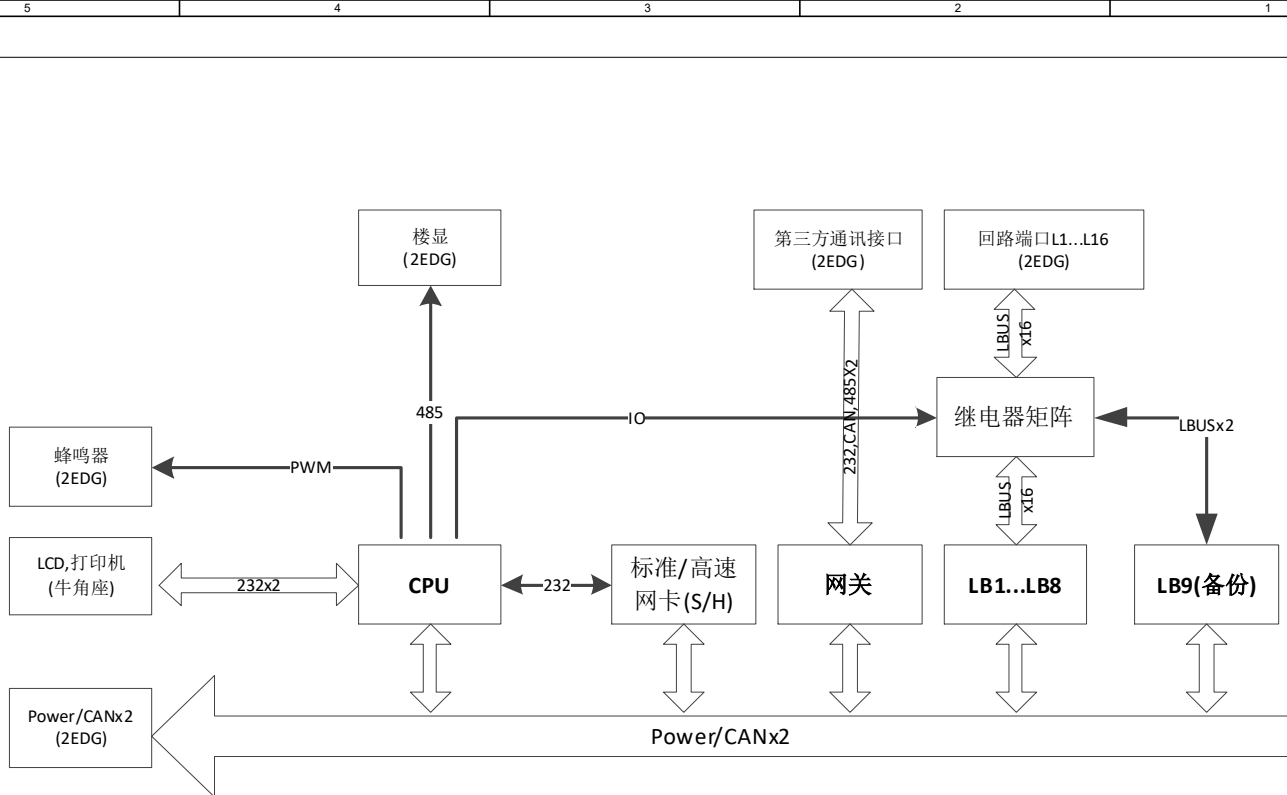 5 4 3 2 1
楼显
(2EDG)
第三方通讯接口
(2EDG)
回路端口L1...L16
(2EDG)
LBUS
x16
232,CAN,485X2
485
IO
继电器矩阵
LBUSx2
蜂鸣器
(2EDG)
PWM
LBUS
x16
LCD,打印机
(牛角座)
232x2
CPU
232
标准/高速
网卡(S/H)
网关
LB1...LB8
LB9(备份)
Power/CANx2
(2EDG)
Power/CANx2